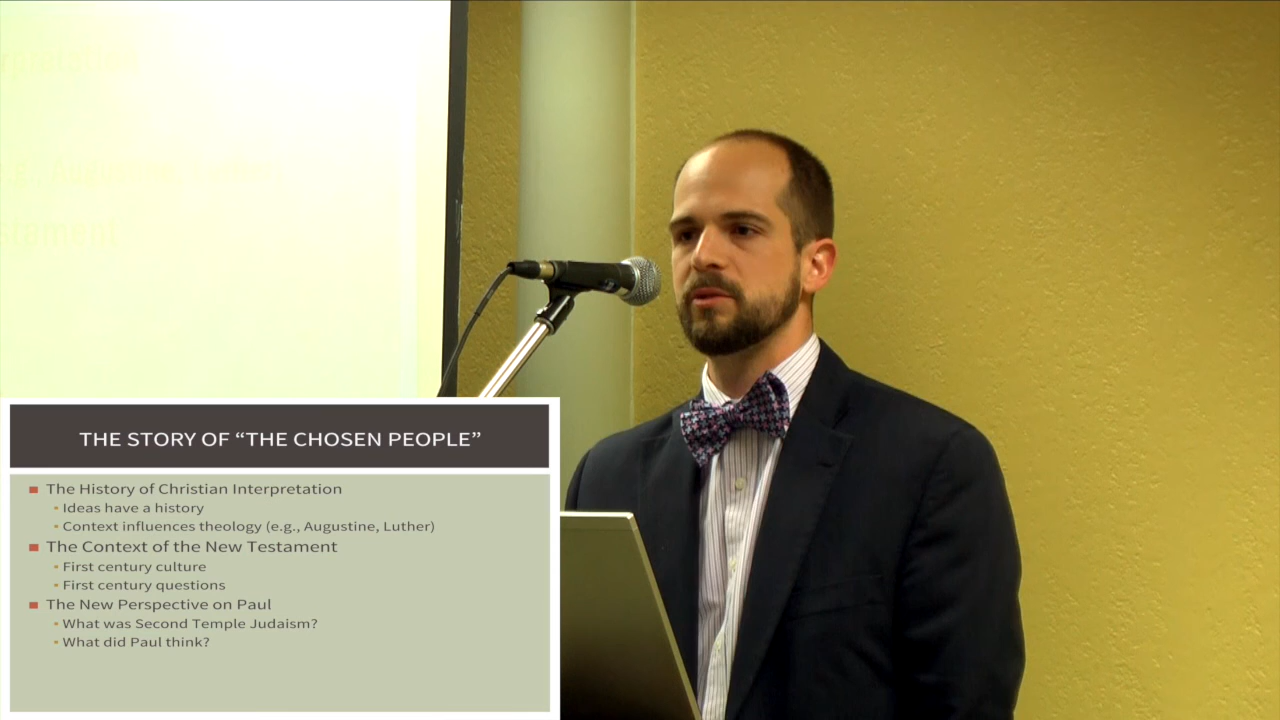 THE STORY OF “THE CHOSEN PEOPLE”
The History of Christian Interpretation
Ideas have a history
Context influences theology (e.g., Augustine, Luther)
The Context of the New Testament
First century culture
First century questions
The New Perspective on Paul
What was Second Temple Judaism?
What did Paul think?